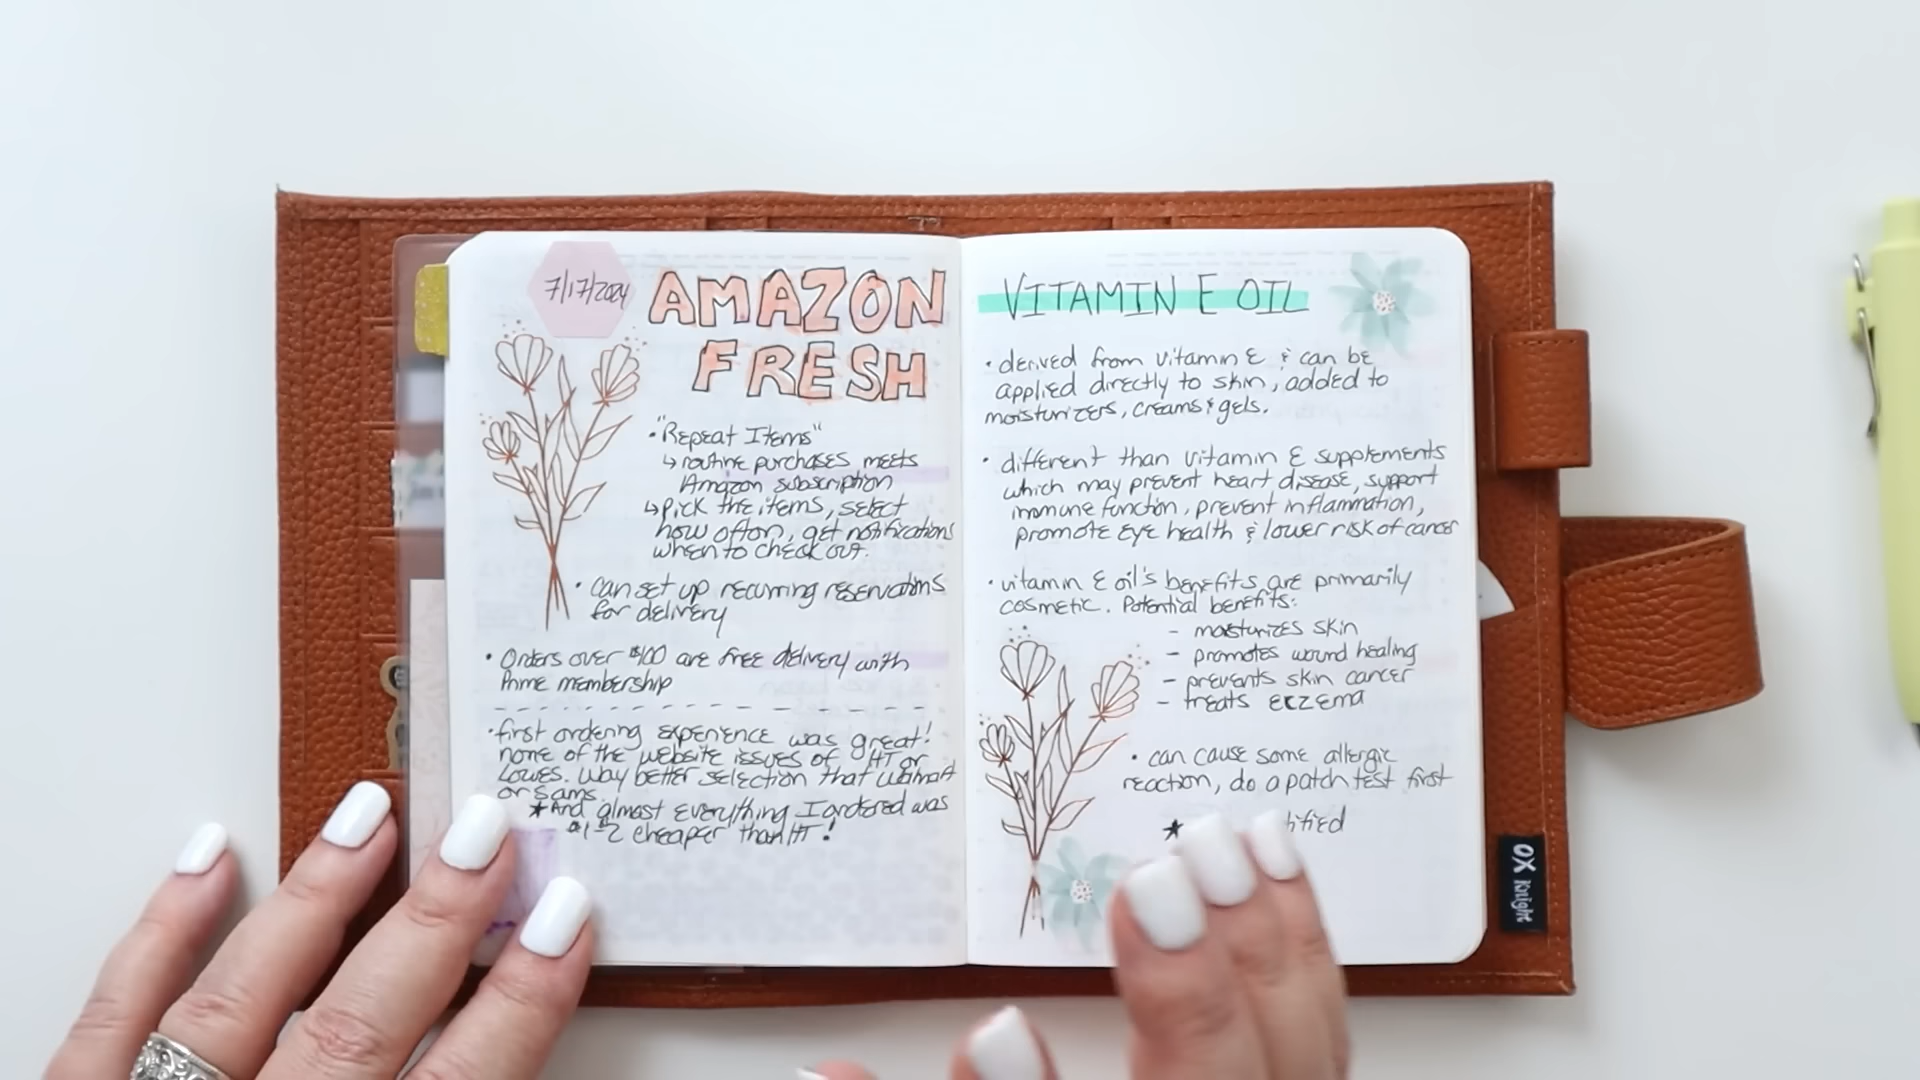 7/17/2024
AMAZON
FRESH
• "Repeat Items"
↳ routine purchases meets
Amazon subscription
↳ pick the items, select
how often, get notifications
when to check out.
• can set up recurring reservations
for delivery
• Orders over $100 are free delivery with
Prime membership
• first ordering experience was great!
none of the website issues of HT or
Lowes. Way better selection that Walmart
or Sams.
★ And almost everything I ordered was
$1-2 cheaper than HT!
VITAMIN E OIL
• derived from vitamin E & can be
applied directly to skin, added to
moisturizers, creams & gels.
• different than vitamin E supplements
which may prevent heart disease, support
immune function, prevent inflammation,
promote eye health & lower risk of cancer
• vitamin E oil's benefits are primarily
cosmetic. Potential benefits:
- moisturizes skin
- promotes wound healing
- prevents skin cancer
- treats eczema
• can cause some allergic
reaction, do a patch test first
★
OX Knight